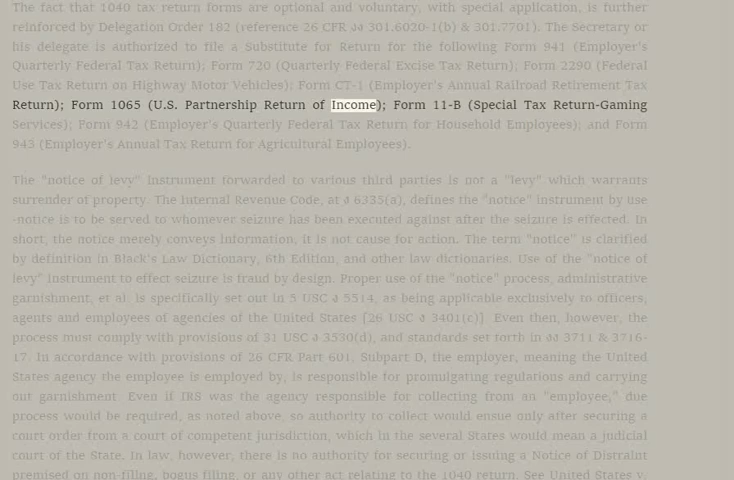 The fact that 1040 tax return forms are optional and voluntary, with special application, is further
reinforced by Delegation Order 182 (reference 26 CFR §§ 301.6020-1(b) & 301.7701). The Secretary or
his delegate is authorized to file a Substitute for Return for the following Form 941 (Employer's
Quarterly Federal Tax Return); Form 720 (Quarterly Federal Excise Tax Return); Form 2290 (Federal
Use Tax Return on Highway Motor Vehicles); Form CT-1 (Employer's Annual Railroad Retirement Tax
Return); Form 1065 (U.S. Partnership Return of Income); Form 11-B (Special Tax Return-Gaming
Services); Form 942 (Employer's Quarterly Federal Tax Return for Household Employees); and Form
943 (Employer's Annual Tax Return for Agricultural Employees).
The "notice of levy" instrument forwarded to various third parties is not a "levy" which warrants
surrender of property. The Internal Revenue Code, at § 6335(a), defines the "notice" instrument by use
-notice is to be served to whomever seizure has been executed against after the seizure is effected. In
short, the notice merely conveys information, it is not cause for action. The term "notice" is clarified
by definition in Black's Law Dictionary, 6th Edition, and other law dictionaries. Use of the "notice of
levy" instrument to effect seizure is fraud by design. Proper use of the "notice" process, administrative
garnishment, et al. is specifically set out in 5 USC § 5514, as being applicable exclusively to officers,
agents and employees of agencies of the United States (26 USC § 3401(c)). Even then, however, the
process must comply with provisions of 31 USC § 3530(d), and standards set forth in §§ 3711 & 3716-
17. In accordance with provisions of 26 CFR Part 601, Subpart D, the employer, meaning the United
States agency the employee is employed by, is responsible for promulgating regulations and carrying
out garnishment. Even if IRS was the agency responsible for collecting from an "employee," due
process would be required, as noted above, so authority to collect would ensue only after securing a
court order from a court of competent jurisdiction, which in the several States would mean a judicial
court of the State. In law, however, there is no authority for securing or issuing a Notice of Distraint
premised on non-filing, bogus filing, or any other act relating to the 1040 return. See United States v.